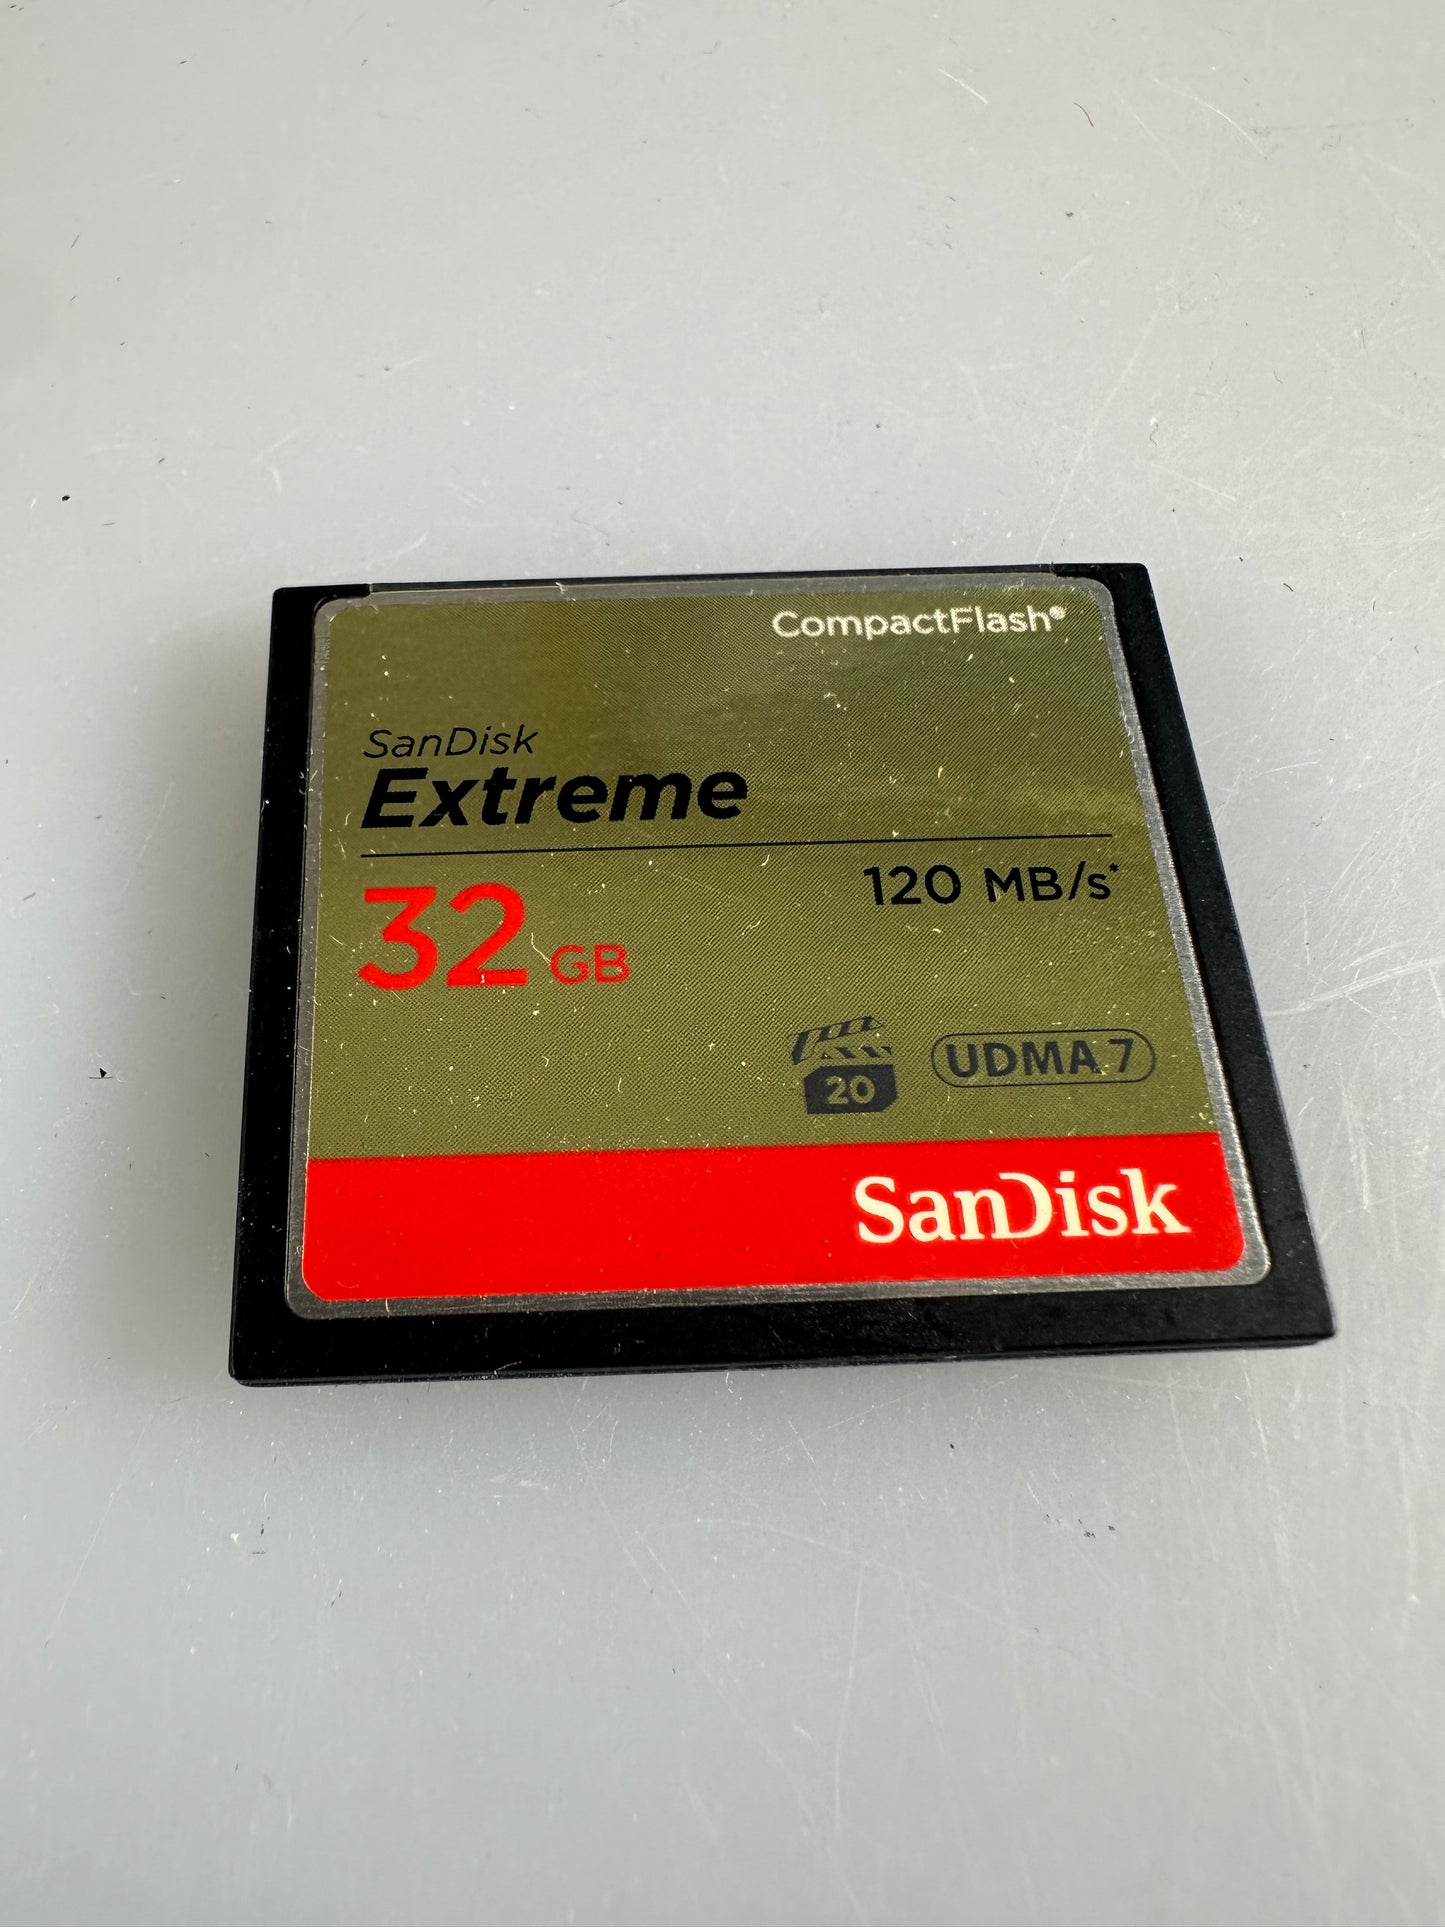 CompactFlash®
SanDisk
Extreme
120 MB/s*
32 GB
20 UDMA 7
SanDisk